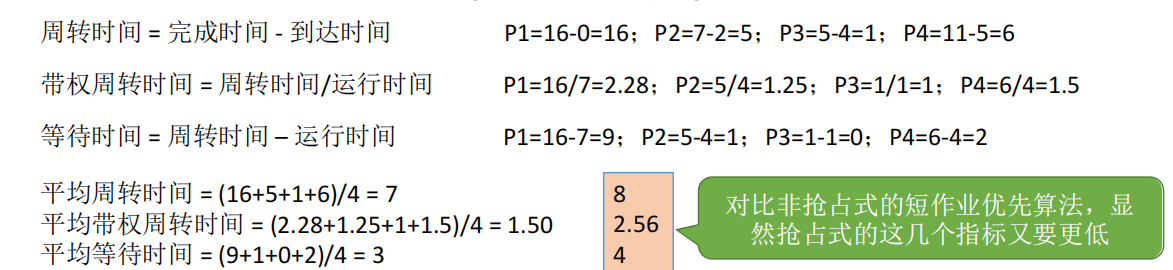 周转时间 = 完成时间 - 到达时间 P1=16-0=16；P2=7-2=5；P3=5-4=1；P4=11-5=6
带权周转时间 = 周转时间/运行时间 P1=16/7=2.28；P2=5/4=1.25；P3=1/1=1；P4=6/4=1.5
等待时间 = 周转时间 – 运行时间 P1=16-7=9；P2=5-4=1；P3=1-1=0；P4=6-4=2
平均周转时间 = (16+5+1+6)/4 = 7
平均带权周转时间 = (2.28+1.25+1+1.5)/4 = 1.50
平均等待时间 = (9+1+0+2)/4 = 3
8
2.56
4
对比非抢占式的短作业优先算法，显
然抢占式的这几个指标又要更低